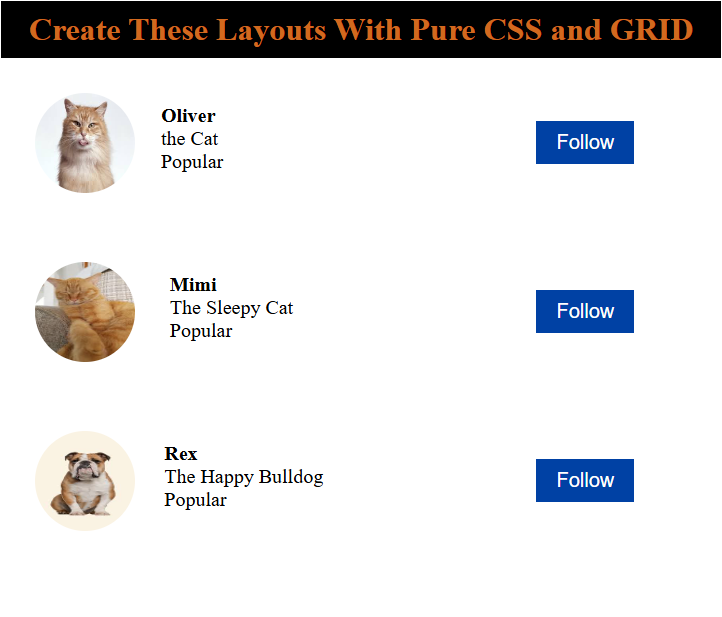 Create These Layouts With Pure CSS and GRID
Oliver
the Cat
Popular
Follow
Mimi
The Sleepy Cat
Popular
Follow
Rex
The Happy Bulldog
Popular
Follow